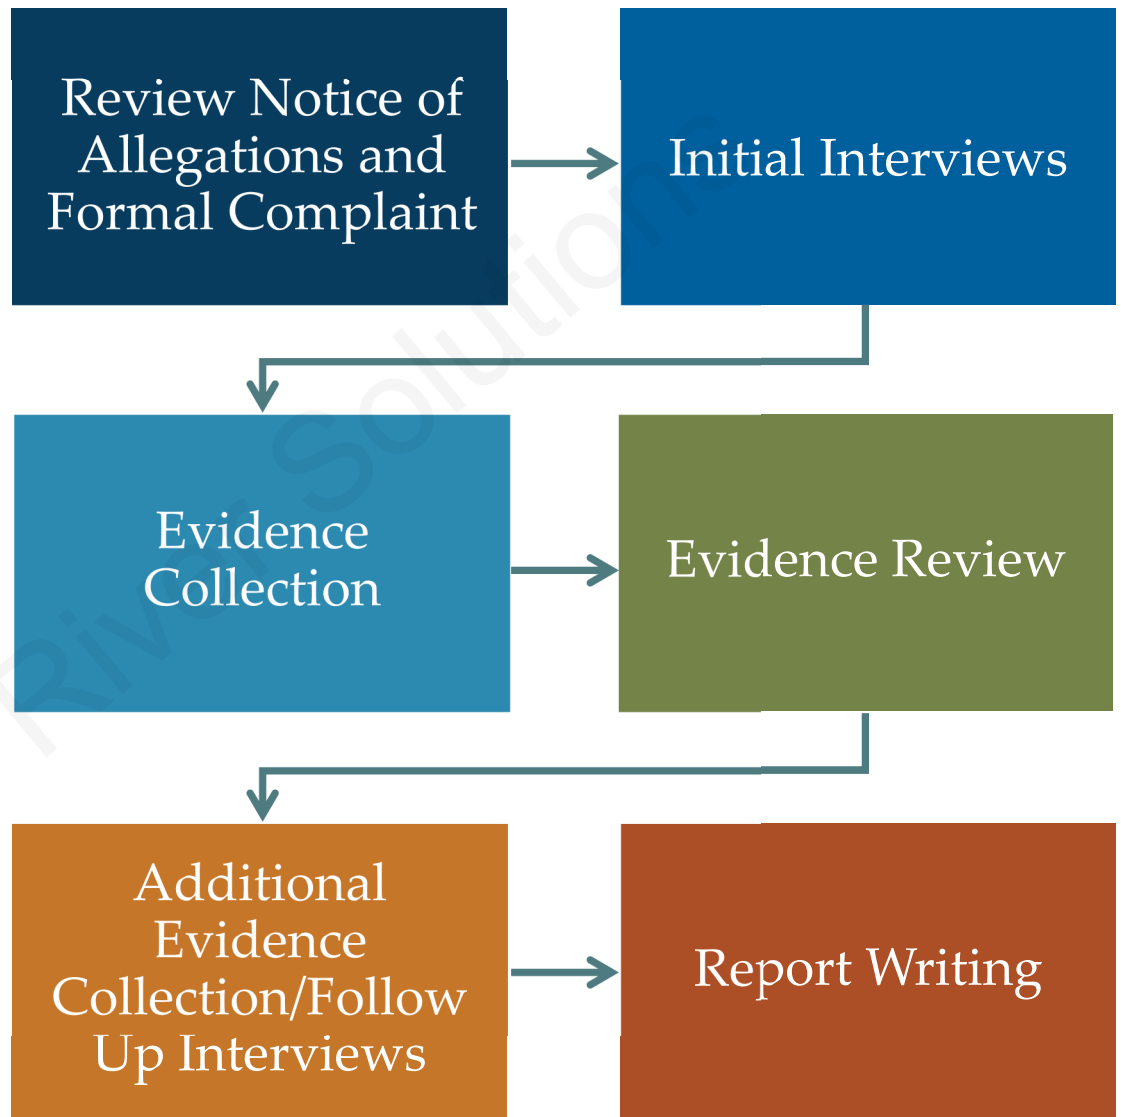 Review Notice of
Allegations and
Formal Complaint
Initial Interviews
Evidence
Collection
Evidence Review
Additional
Evidence
Collection/Follow
Up Interviews
Report Writing
River Solutions